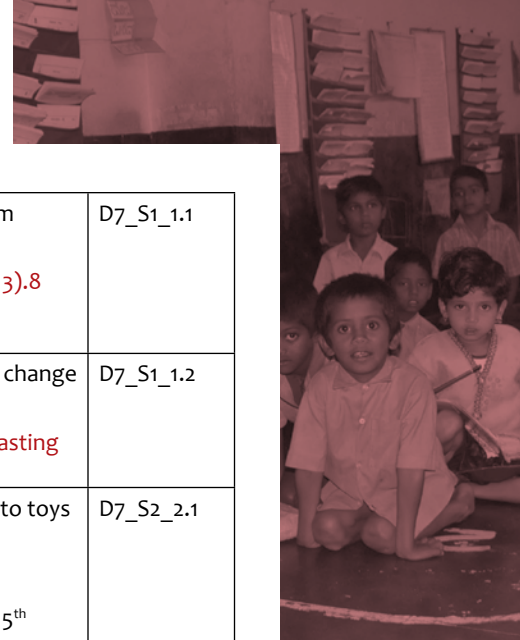 m D7_S1_1.1
3).8
change D7_S1_1.2
asting
to toys D7_S2_2.1
5th